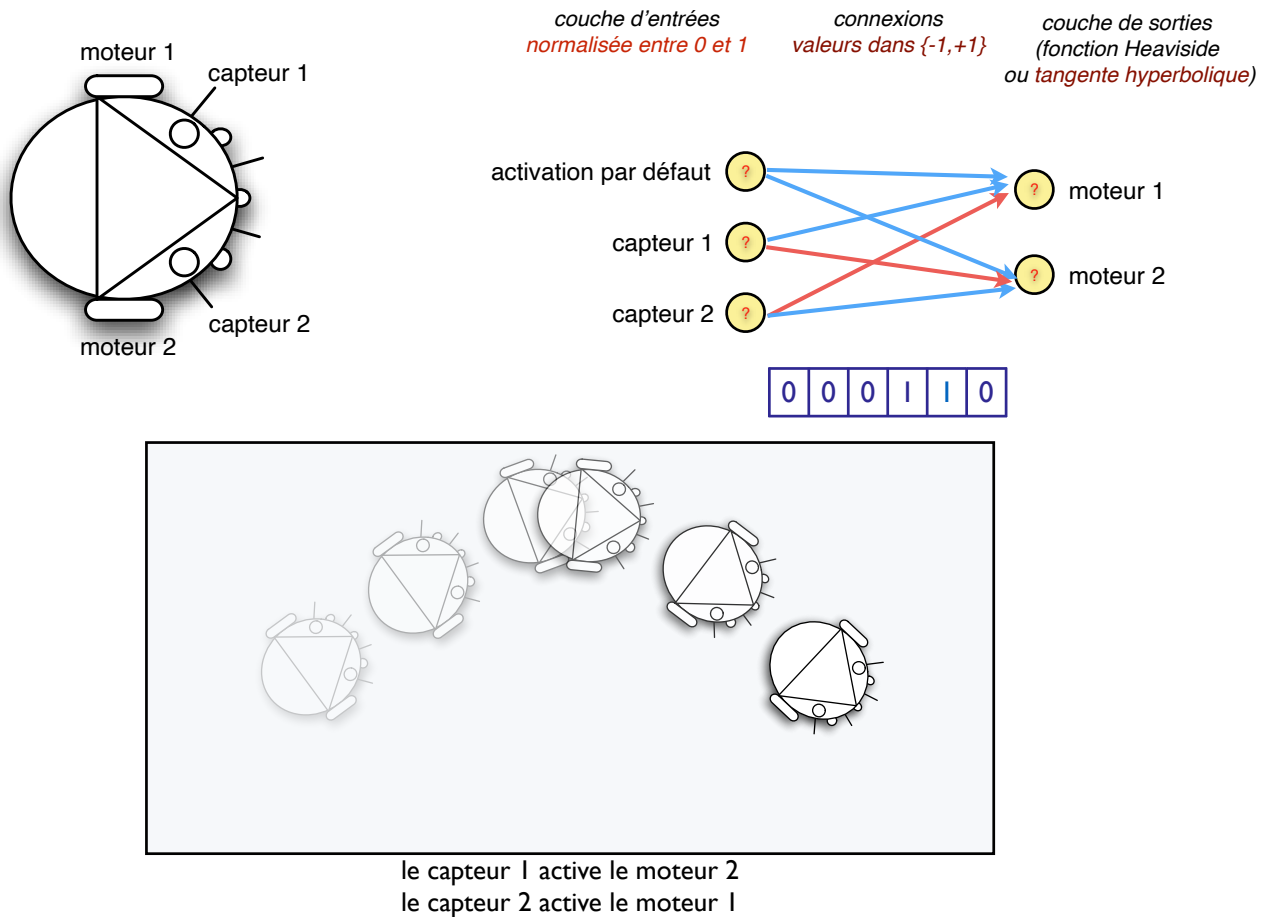 couche d'entrées
normalisée entre 0 et 1
connexions
valeurs dans {-1,+1}
couche de sorties
(fonction Heaviside
ou tangente hyperbolique)
moteur 1
capteur 1
capteur 2
moteur 2
activation par défaut
?
capteur 1
?
capteur 2
?
?
moteur 1
?
moteur 2
0 0 0 1 1 0
le capteur 1 active le moteur 2
le capteur 2 active le moteur 1